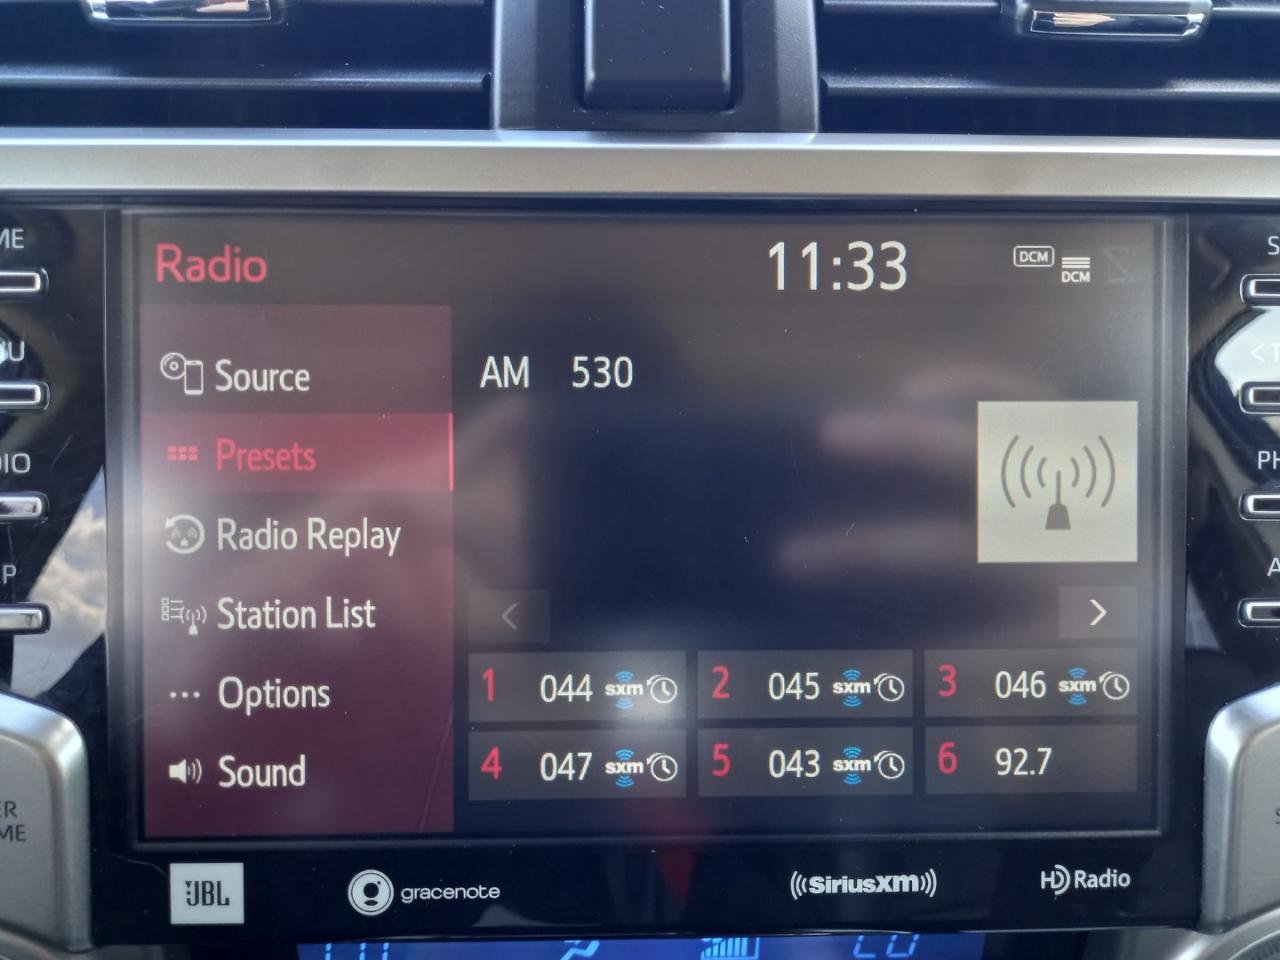 Radio 11:33 DCM DCM
Source
AM 530
Presets
Radio Replay
Station List
Options
Sound
1 044 sxm 2 045 sxm 3 046 sxm
4 047 sxm 5 043 sxm 6 92.7
JBL gracenote SiriusXM HD Radio